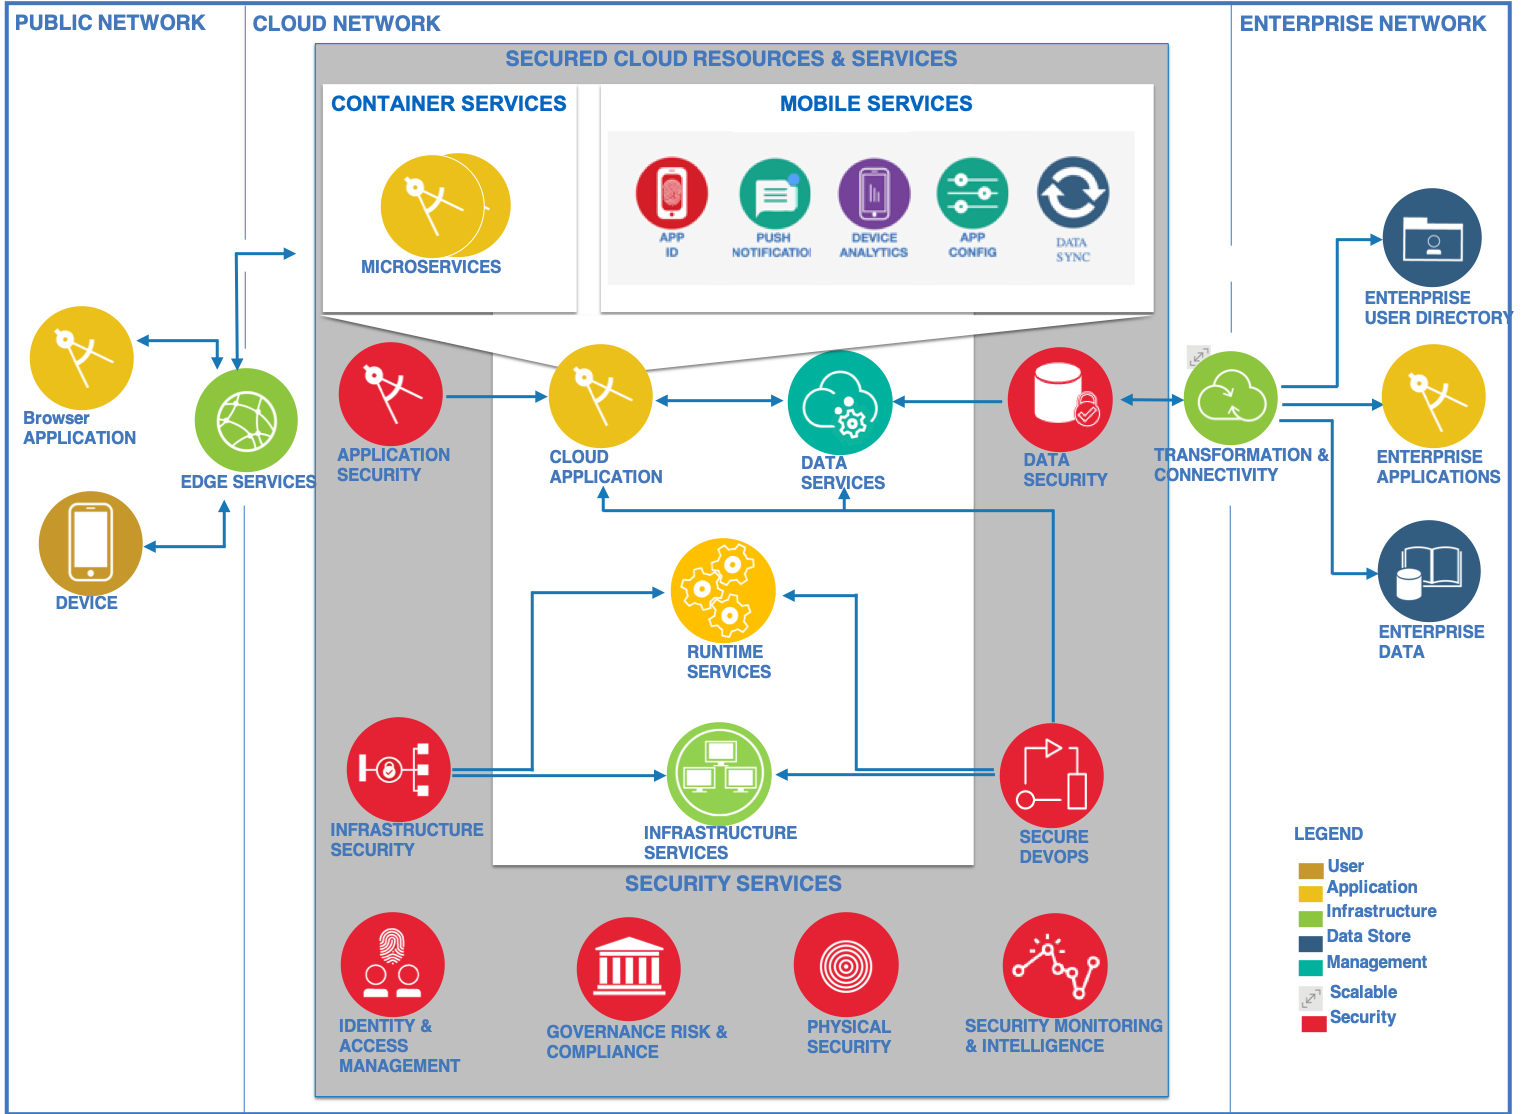 PUBLIC NETWORK
CLOUD NETWORK
ENTERPRISE NETWORK
SECURED CLOUD RESOURCES & SERVICES
CONTAINER SERVICES
MOBILE SERVICES
MICROSERVICES
APP
ID
PUSH
NOTIFICATIO
DEVICE
ANALYTICS
APP
CONFIG
DATA
SYNC
Browser
APPLICATION
EDGE SERVICES
DEVICE
APPLICATION
SECURITY
CLOUD
APPLICATION
DATA
SERVICES
DATA
SECURITY
TRANSFORMATION &
CONNECTIVITY
ENTERPRISE
USER DIRECTORY
ENTERPRISE
APPLICATIONS
ENTERPRISE
DATA
RUNTIME
SERVICES
INFRASTRUCTURE
SECURITY
INFRASTRUCTURE
SERVICES
SECURE
DEVOPS
SECURITY SERVICES
IDENTITY &
ACCESS
MANAGEMENT
GOVERNANCE RISK &
COMPLIANCE
PHYSICAL
SECURITY
SECURITY MONITORING
& INTELLIGENCE
LEGEND
User
Application
Infrastructure
Data Store
Management
Scalable
Security